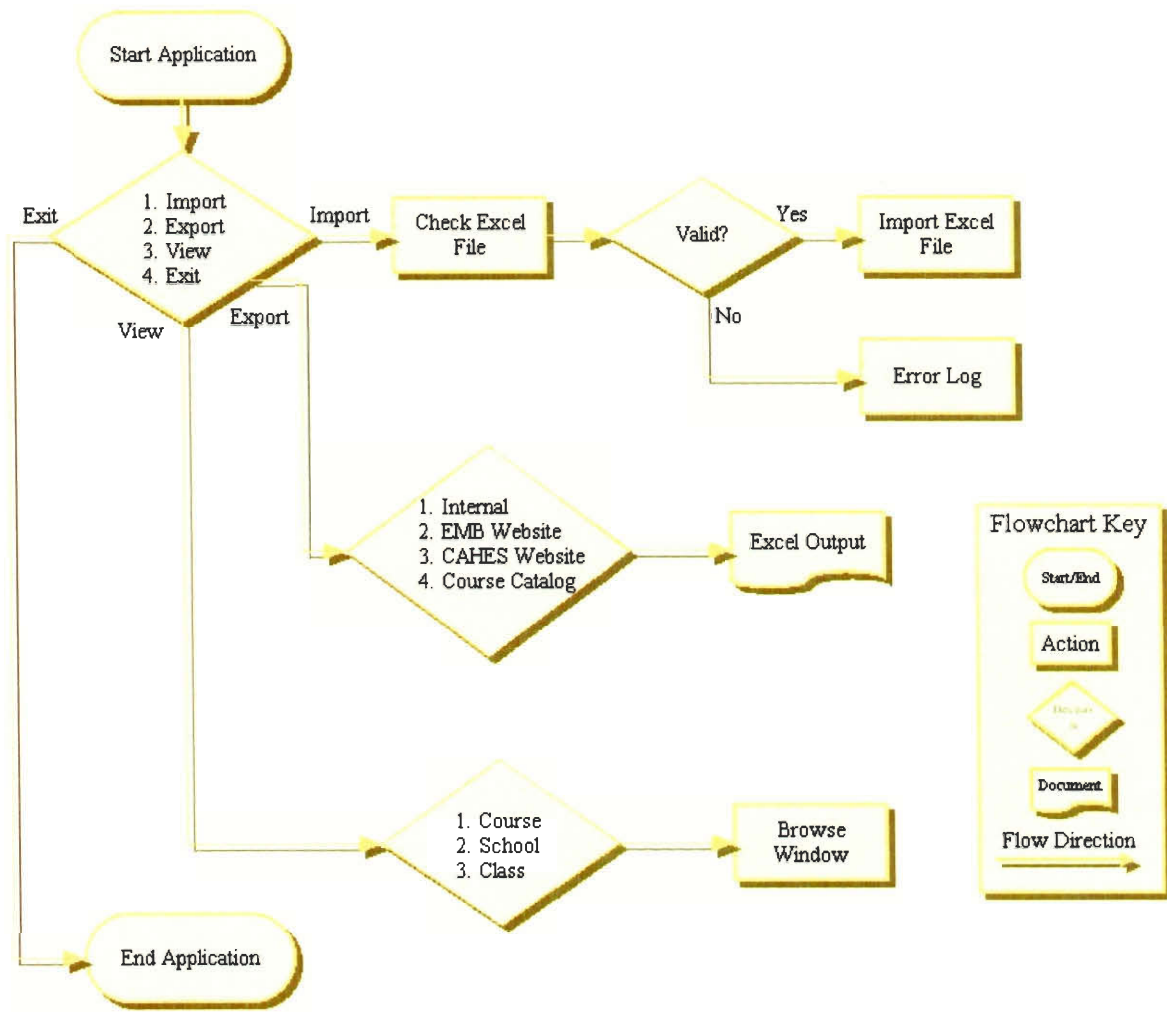 Start Application
Exit
1. Import
2. Export
3. View
4. Exit
Import
Check Excel
File
Valid?
Yes
Import Excel
File
View
Export
No
Error Log
1. Internal
2. EMB Website
3. CAHES Website
4. Course Catalog
Excel Output
Flowchart Key
Start/End
Action
Document
Flow Direction
1. Course
2. School
3. Class
Browse
Window
End Application